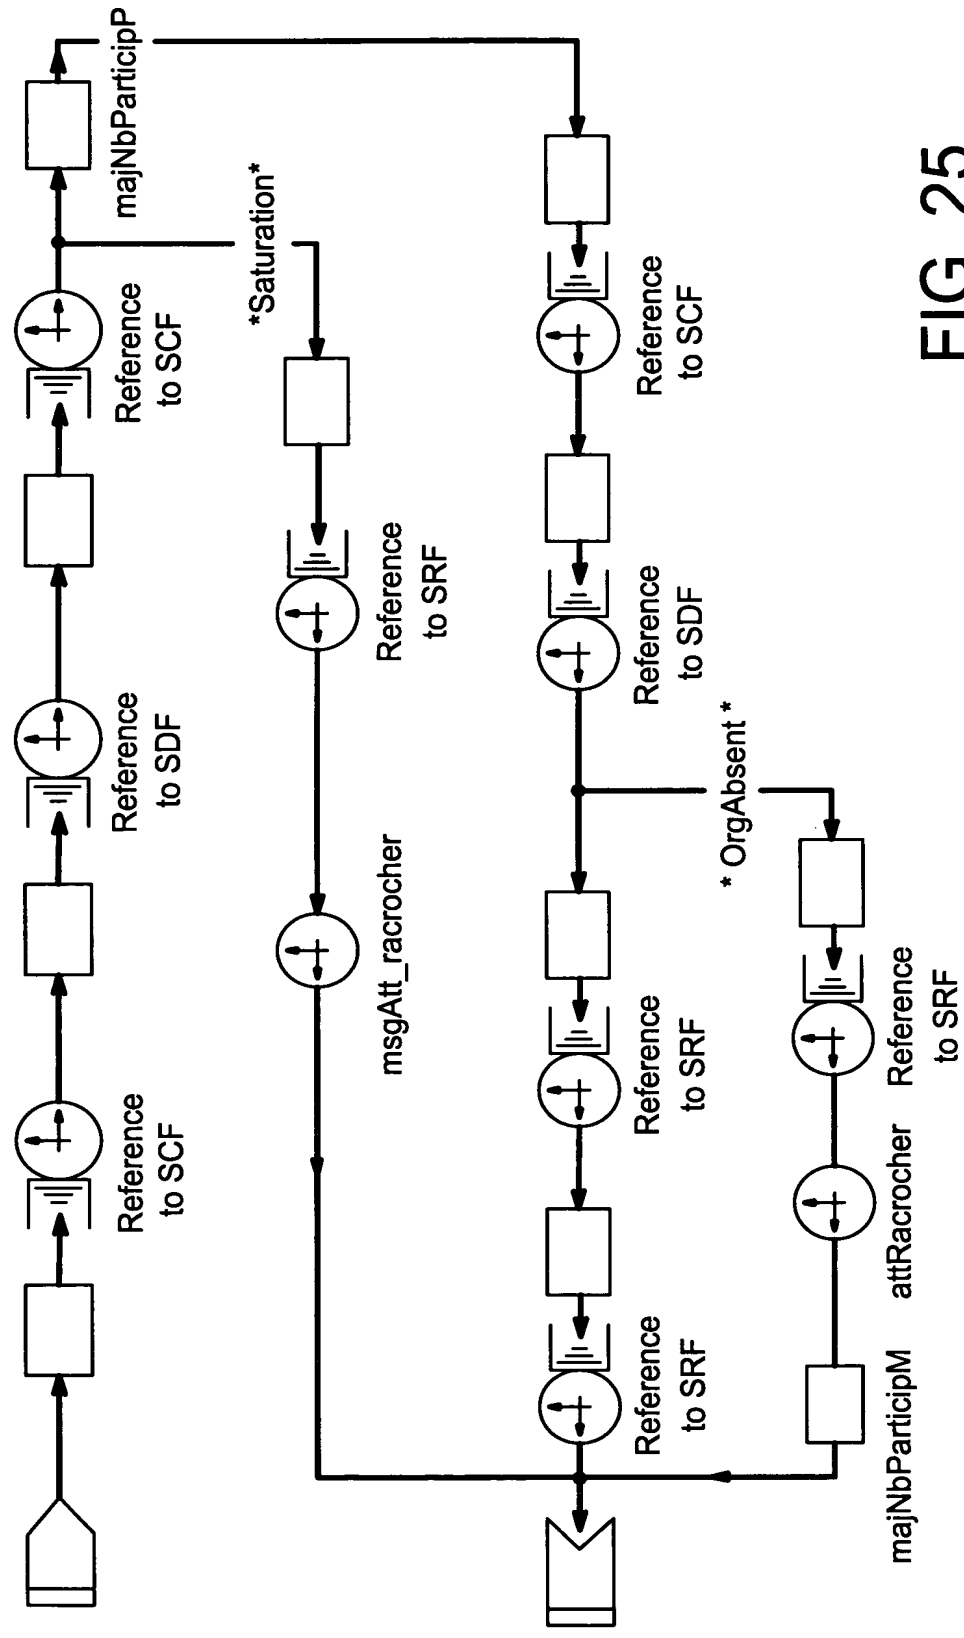 Reference
to SCF
Reference
to SDF
Reference
to SCF
majNbParticipP
*Saturation*
msgAtt_racrocher
Reference
to SRF
Reference
to SRF
Reference
to SRF
Reference
to SDF
Reference
to SCF
* OrgAbsent *
majNbParticipM
attRacrocher
Reference
to SRF
FIG 25